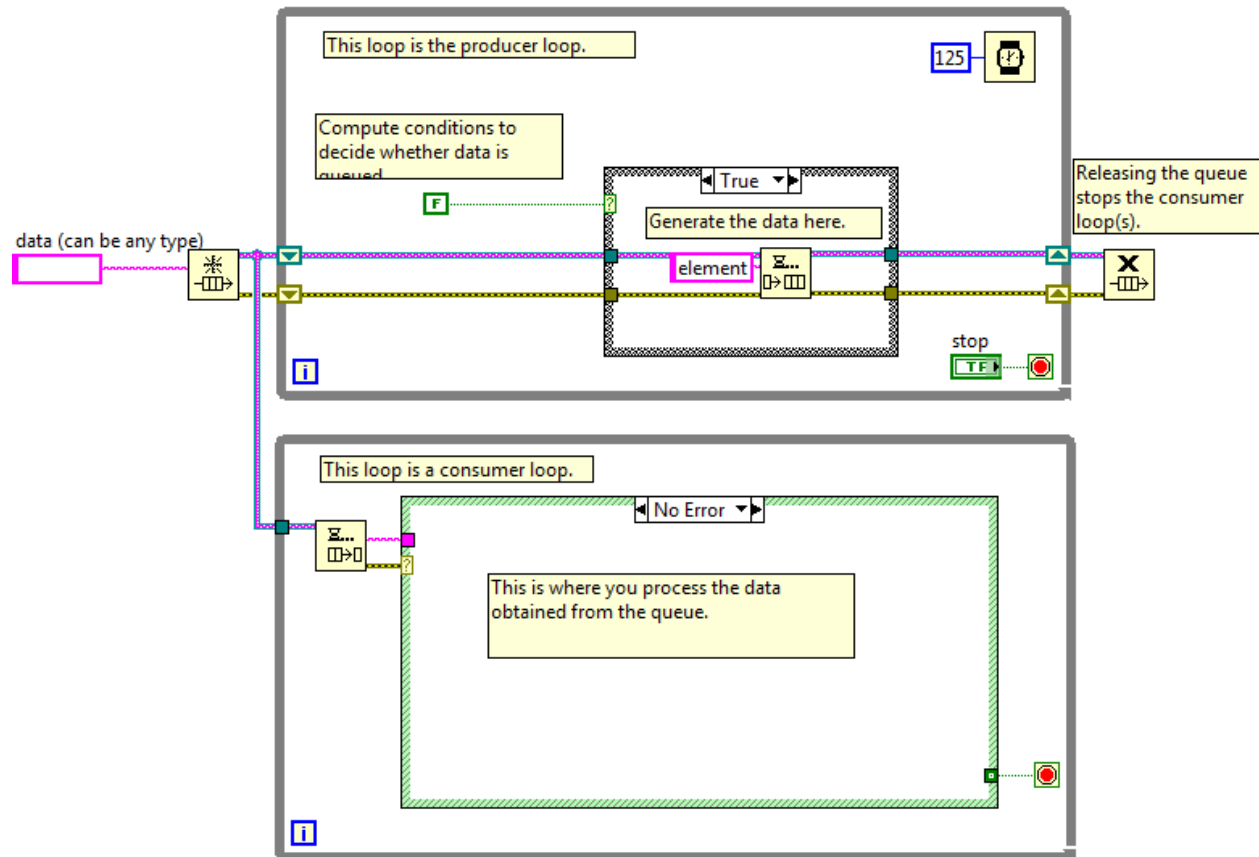 This loop is the producer loop.
125
Compute conditions to
decide whether data is
queued
True
Releasing the queue
stops the consumer
loop(s).
F
?
Generate the data here.
data (can be any type)
element
stop
TF
i
This loop is a consumer loop.
No Error
?
This is where you process the data
obtained from the queue.
i